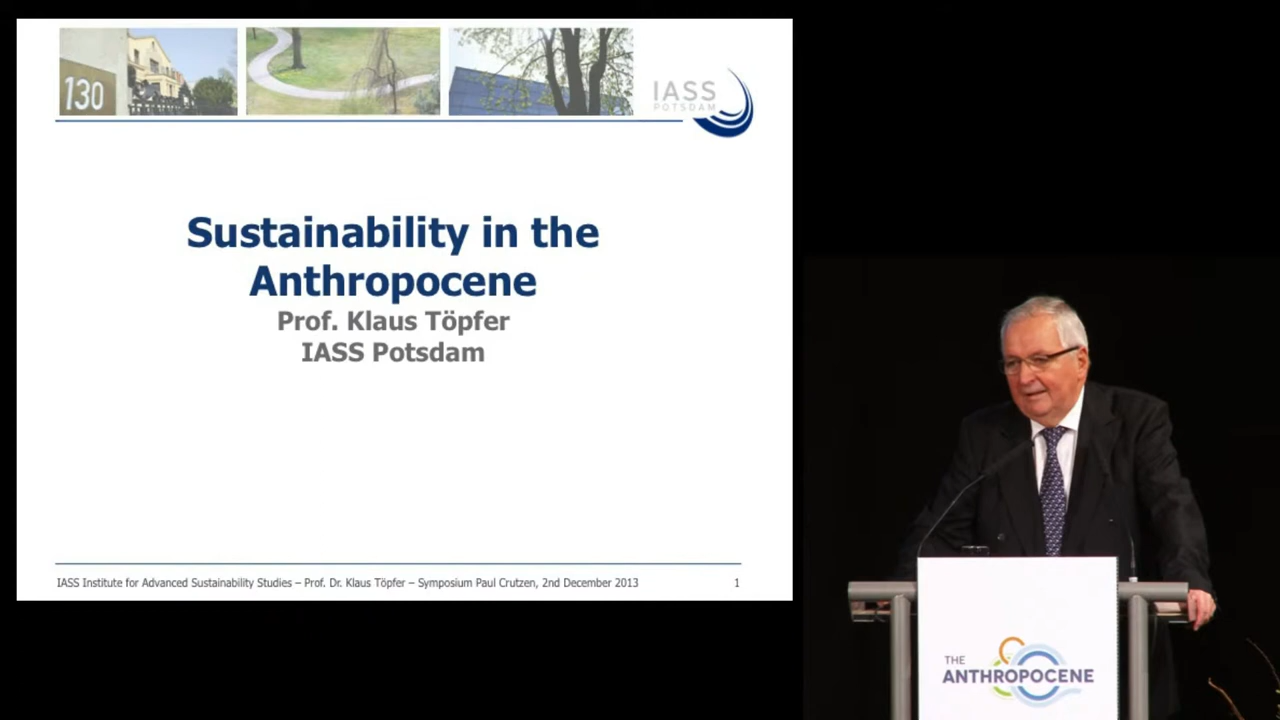 130
IASS
POTSDAM
Sustainability in the
Anthropocene
Prof. Klaus Töpfer
IASS Potsdam
IASS Institute for Advanced Sustainability Studies – Prof. Dr. Klaus Töpfer – Symposium Paul Crutzen, 2nd December 2013 1
THE
ANTHROPOCENE